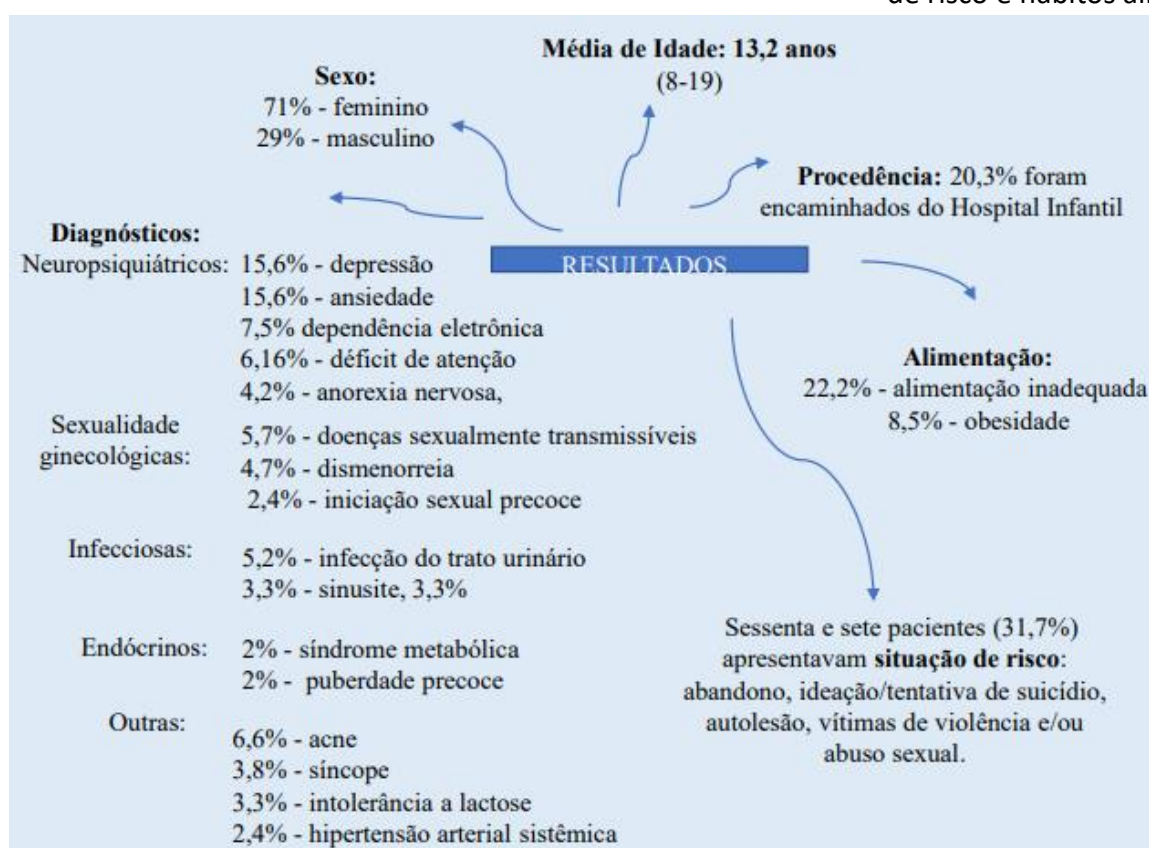 de risco e hábitos
Média de Idade: 13,2 anos
(8-19)
Sexo:
71% - feminino
29% - masculino
Procedência: 20,3% foram
encaminhados do Hospital Infantil
RESULTADOS
Diagnósticos:
Neuropsiquiátricos: 15,6% - depressão
15,6% - ansiedade
7,5% dependência eletrônica
6,16% - déficit de atenção
4,2% - anorexia nervosa,
Sexualidade
ginecológicas:
5,7% - doenças sexualmente transmissíveis
4,7% - dismenorreia
2,4% - iniciação sexual precoce
Infecciosas:
5,2% - infecção do trato urinário
3,3% - sinusite, 3,3%
Endócrinos:
2% - síndrome metabólica
2% - puberdade precoce
Outras:
6,6% - acne
3,8% - síncope
3,3% - intolerância a lactose
2,4% - hipertensão arterial sistêmica
Alimentação:
22,2% - alimentação inadequada
8,5% - obesidade
Sessenta e sete pacientes (31,7%)
apresentavam situação de risco:
abandono, ideação/tentativa de suicídio,
autolesão, vítimas de violência e/ou
abuso sexual.